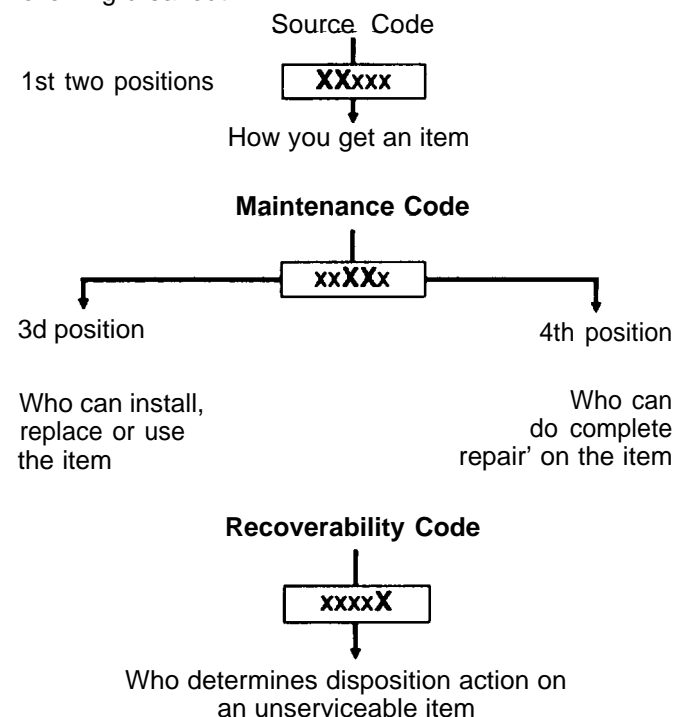 Source Code
1st two positions
XXxxx
How you get an item
Maintenance Code
xxXXx
3d position
4th position
Who can install,
replace or use
the item
Who can
do complete
repair' on the item
Recoverability Code
xxxxX
Who determines disposition action on
an unserviceable item